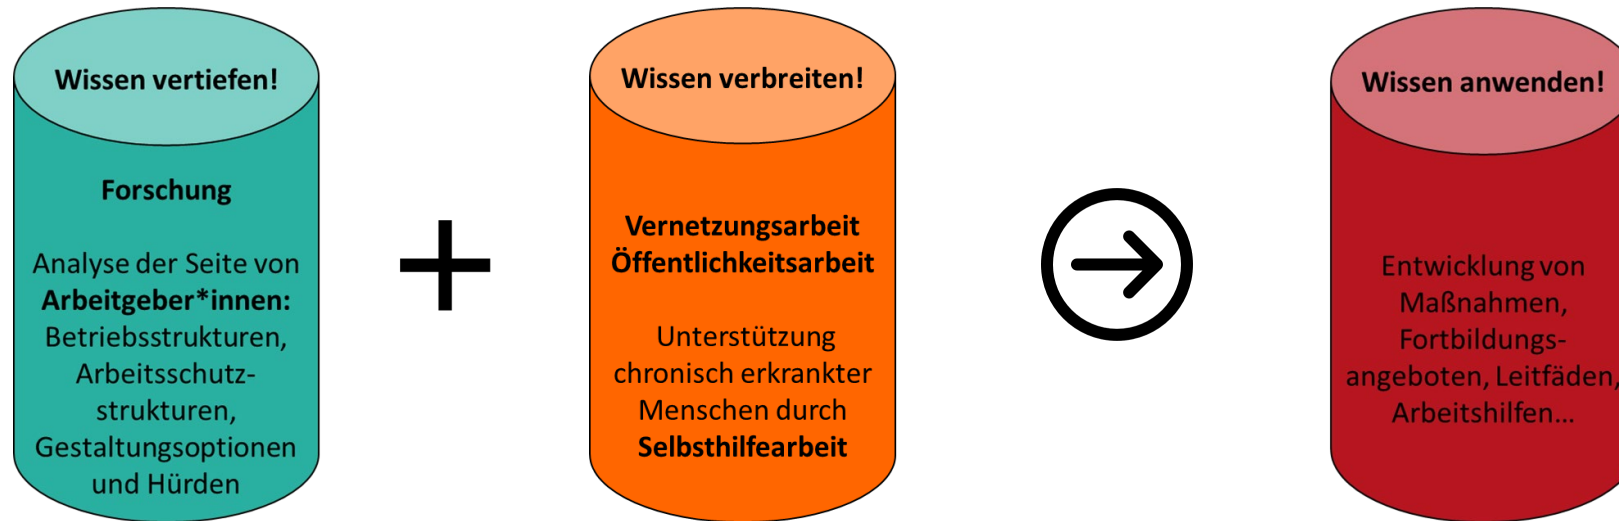 Wissen vertiefen!
Forschung
Analyse der Seite von
Arbeitgeber*innen:
Betriebsstrukturen,
Arbeitsschutz-
strukturen,
Gestaltungsoptionen
und Hürden
Wissen verbreiten!
Vernetzungsarbeit
Öffentlichkeitsarbeit
Unterstützung
chronisch erkrankter
Menschen durch
Selbsthilfearbeit
Wissen anwenden!
Entwicklung von
Maßnahmen,
Fortbildungs-
angeboten, Leitfäden,
Arbeitshilfen...